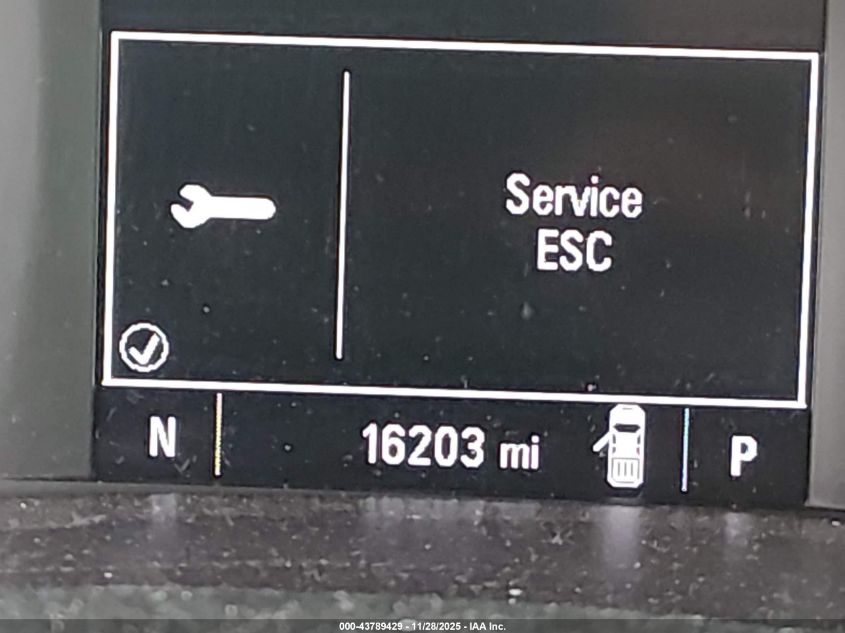 Service
ESC
N 16203 mi P
000-43789429 - 11/28/2025 - IAA Inc.